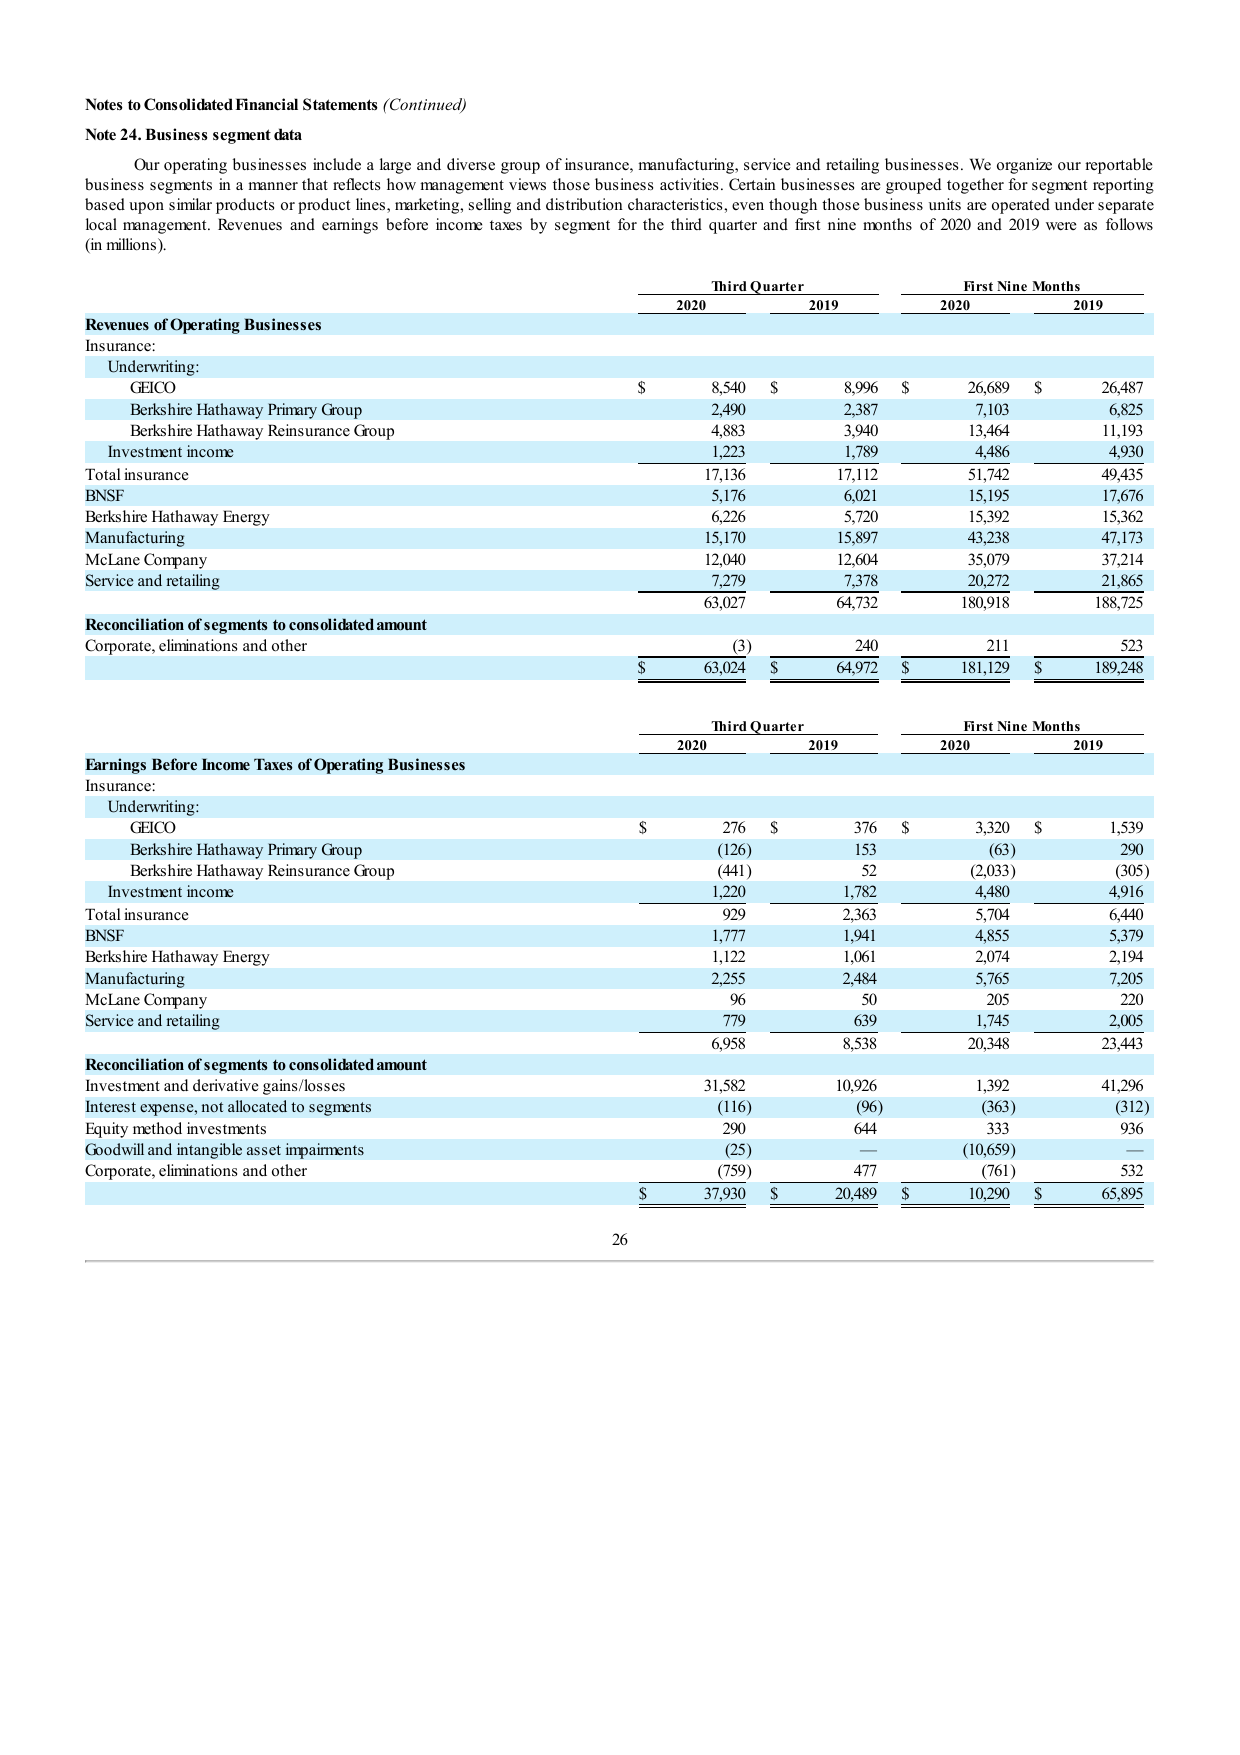 Notes to Consolidated Financial Statements (Continued)
Note 24. Business segment data
Our operating businesses include a large and diverse group of insurance, manufacturing, service and retailing businesses. We organize our reportable
business segments in a manner that reflects how management views those business activities. Certain businesses are grouped together for segment reporting
based upon similar products or product lines, marketing, selling and distribution characteristics, even though those business units are operated under separate
local management. Revenues and earnings before income taxes by segment for the third quarter and first nine months of 2020 and 2019 were as follows
(in millions).
Third Quarter First Nine Months
2020 2019 2020 2019
Revenues of Operating Businesses
Insurance:
Underwriting:
GEICO $ 8,540 $ 8,996 $ 26,689 $ 26,487
Berkshire Hathaway Primary Group 2,490 2,387 7,103 6,825
Berkshire Hathaway Reinsurance Group 4,883 3,940 13,464 11,193
Investment income 1,223 1,789 4,486 4,930
Total insurance 17,136 17,112 51,742 49,435
BNSF 5,176 6,021 15,195 17,676
Berkshire Hathaway Energy 6,226 5,720 15,392 15,362
Manufacturing 15,170 15,897 43,238 47,173
McLane Company 12,040 12,604 35,079 37,214
Service and retailing 7,279 7,378 20,272 21,865
63,027 64,732 180,918 188,725
Reconciliation of segments to consolidated amount
Corporate, eliminations and other (3) 240 211 523
$ 63,024 $ 64,972 $ 181,129 $ 189,248
Third Quarter First Nine Months
2020 2019 2020 2019
Earnings Before Income Taxes of Operating Businesses
Insurance:
Underwriting:
GEICO $ 276 $ 376 $ 3,320 $ 1,539
Berkshire Hathaway Primary Group (126) 153 (63) 290
Berkshire Hathaway Reinsurance Group (441) 52 (2,033) (305)
Investment income 1,220 1,782 4,480 4,916
Total insurance 929 2,363 5,704 6,440
BNSF 1,777 1,941 4,855 5,379
Berkshire Hathaway Energy 1,122 1,061 2,074 2,194
Manufacturing 2,255 2,484 5,765 7,205
McLane Company 96 50 205 220
Service and retailing 779 639 1,745 2,005
6,958 8,538 20,348 23,443
Reconciliation of segments to consolidated amount
Investment and derivative gains/losses 31,582 10,926 1,392 41,296
Interest expense, not allocated to segments (116) (96) (363) (312)
Equity method investments 290 644 333 936
Goodwill and intangible asset impairments (25) — (10,659) —
Corporate, eliminations and other (759) 477 (761) 532
$ 37,930 $ 20,489 $ 10,290 $ 65,895
26